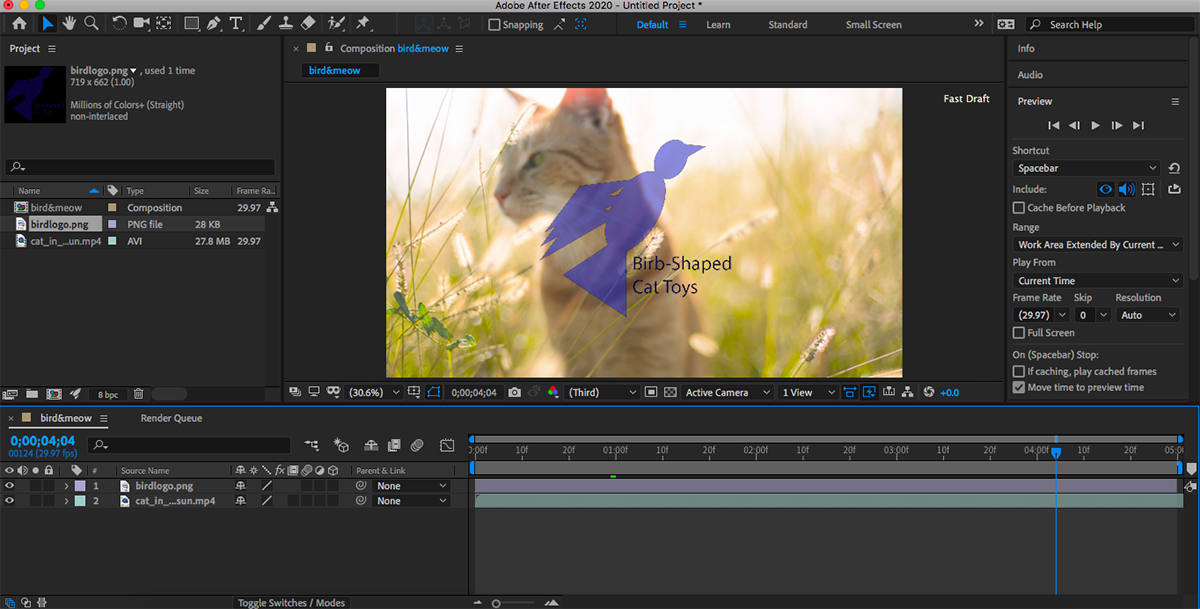 Adobe After Effects 2020 - Untitled Project *
Snapping
Default
Learn
Standard
Small Screen
Search Help
Project
birdlogo.png , used 1 time
719 x 662 (1.00)
Millions of Colors+ (Straight)
non-interlaced
Name Type Size Frame Ra...
bird&meow Composition 29.97
birdlogo.png PNG file 28 KB
cat_in_...un.mp4 AVI 27.8 MB 29.97
8 bpc
Composition bird&meow
bird&meow
Fast Draft
Birb-Shaped
Cat Toys
(30.6%) 0;00;04;04 (Third) Active Camera 1 View +0.0
Info
Audio
Preview
Shortcut
Spacebar
Include:
Cache Before Playback
Range
Work Area Extended By Current ...
Play From
Current Time
Frame Rate Skip Resolution
(29.97) 0 Auto
Full Screen
On (Spacebar) Stop:
If caching, play cached frames
Move time to preview time
bird&meow
Render Queue
0;00;04;04
00124 (29.97 fps)
0:00f 10f 20f 01:00f 10f 20f 02:00f 10f 20f 03:00f 10f 20f 04:00f 10f 20f 05:00
# Source Name fx Parent & Link
1 birdlogo.png None
2 cat_in_...sun.mp4 None
Toggle Switches / Modes